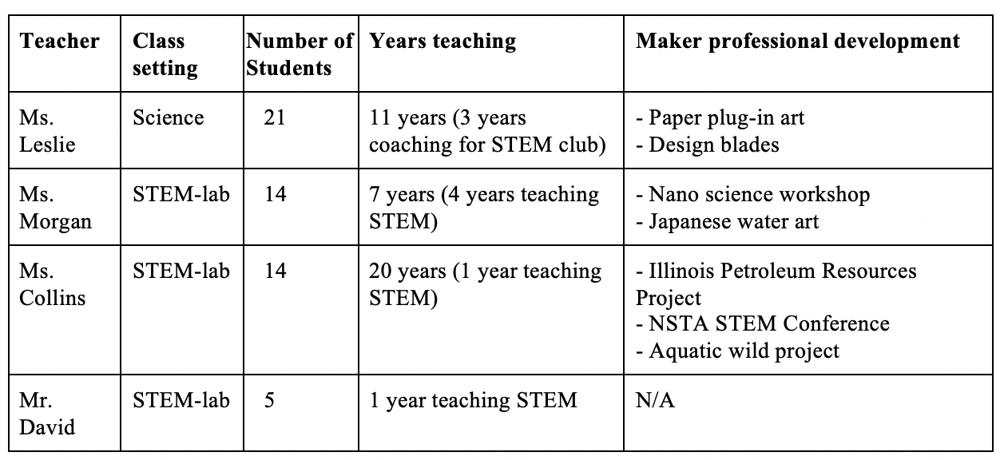 Teacher Class setting Number of Students Years teaching Maker professional development
Ms. Leslie Science 21 11 years (3 years coaching for STEM club) - Paper plug-in art - Design blades
Ms. Morgan STEM-lab 14 7 years (4 years teaching STEM) - Nano science workshop - Japanese water art
Ms. Collins STEM-lab 14 20 years (1 year teaching STEM) - Illinois Petroleum Resources Project - NSTA STEM Conference - Aquatic wild project
Mr. David STEM-lab 5 1 year teaching STEM N/A